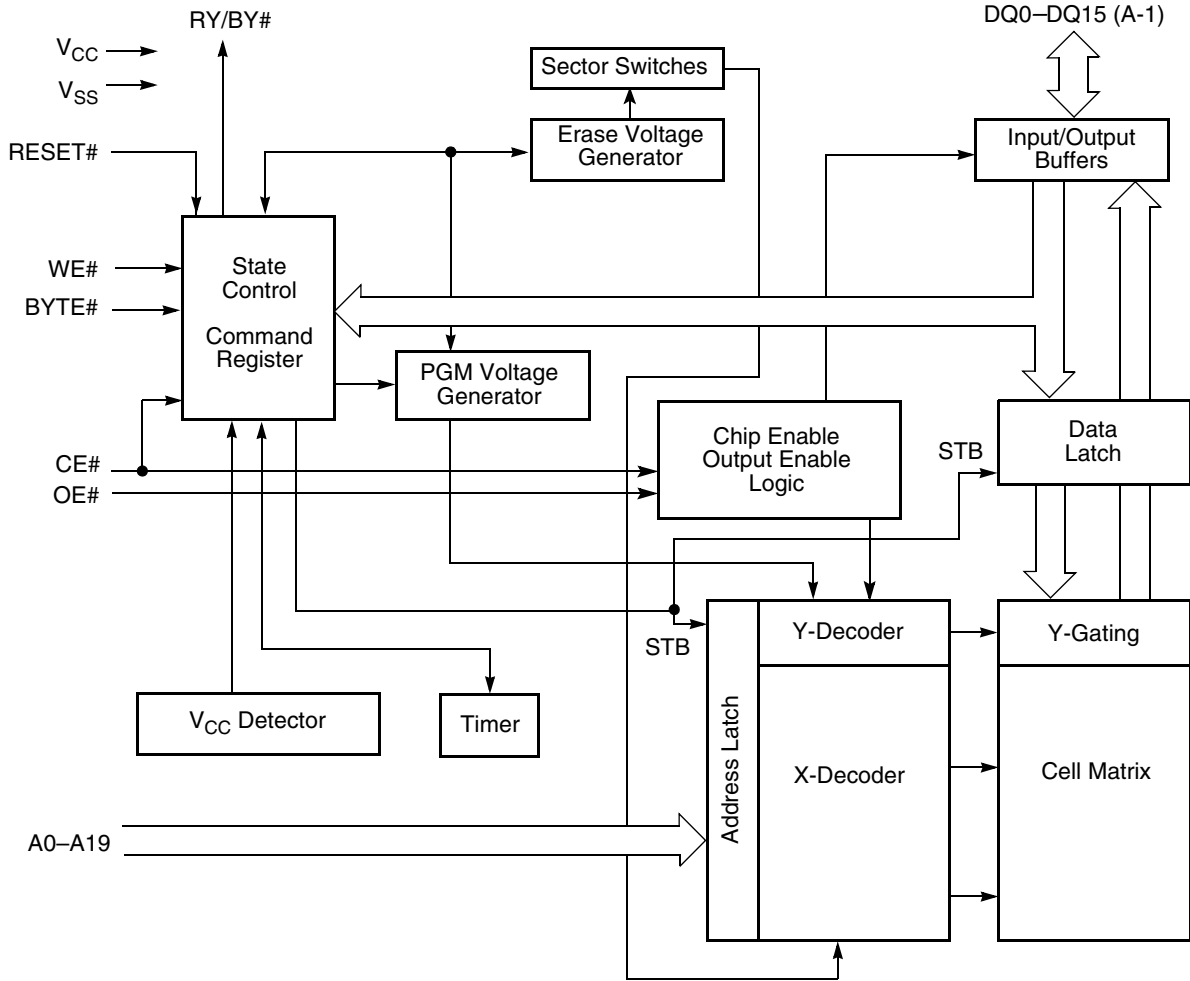 RY/BY#
DQ0–DQ15 (A-1)
VCC
VSS
Sector Switches
RESET#
Erase Voltage
Generator
Input/Output
Buffers
WE#
BYTE#
State
Control
Command
Register
PGM Voltage
Generator
Chip Enable
Output Enable
Logic
STB
Data
Latch
CE#
OE#
STB
Y-Decoder
Y-Gating
VCC Detector
Timer
Address Latch
X-Decoder
Cell Matrix
A0–A19